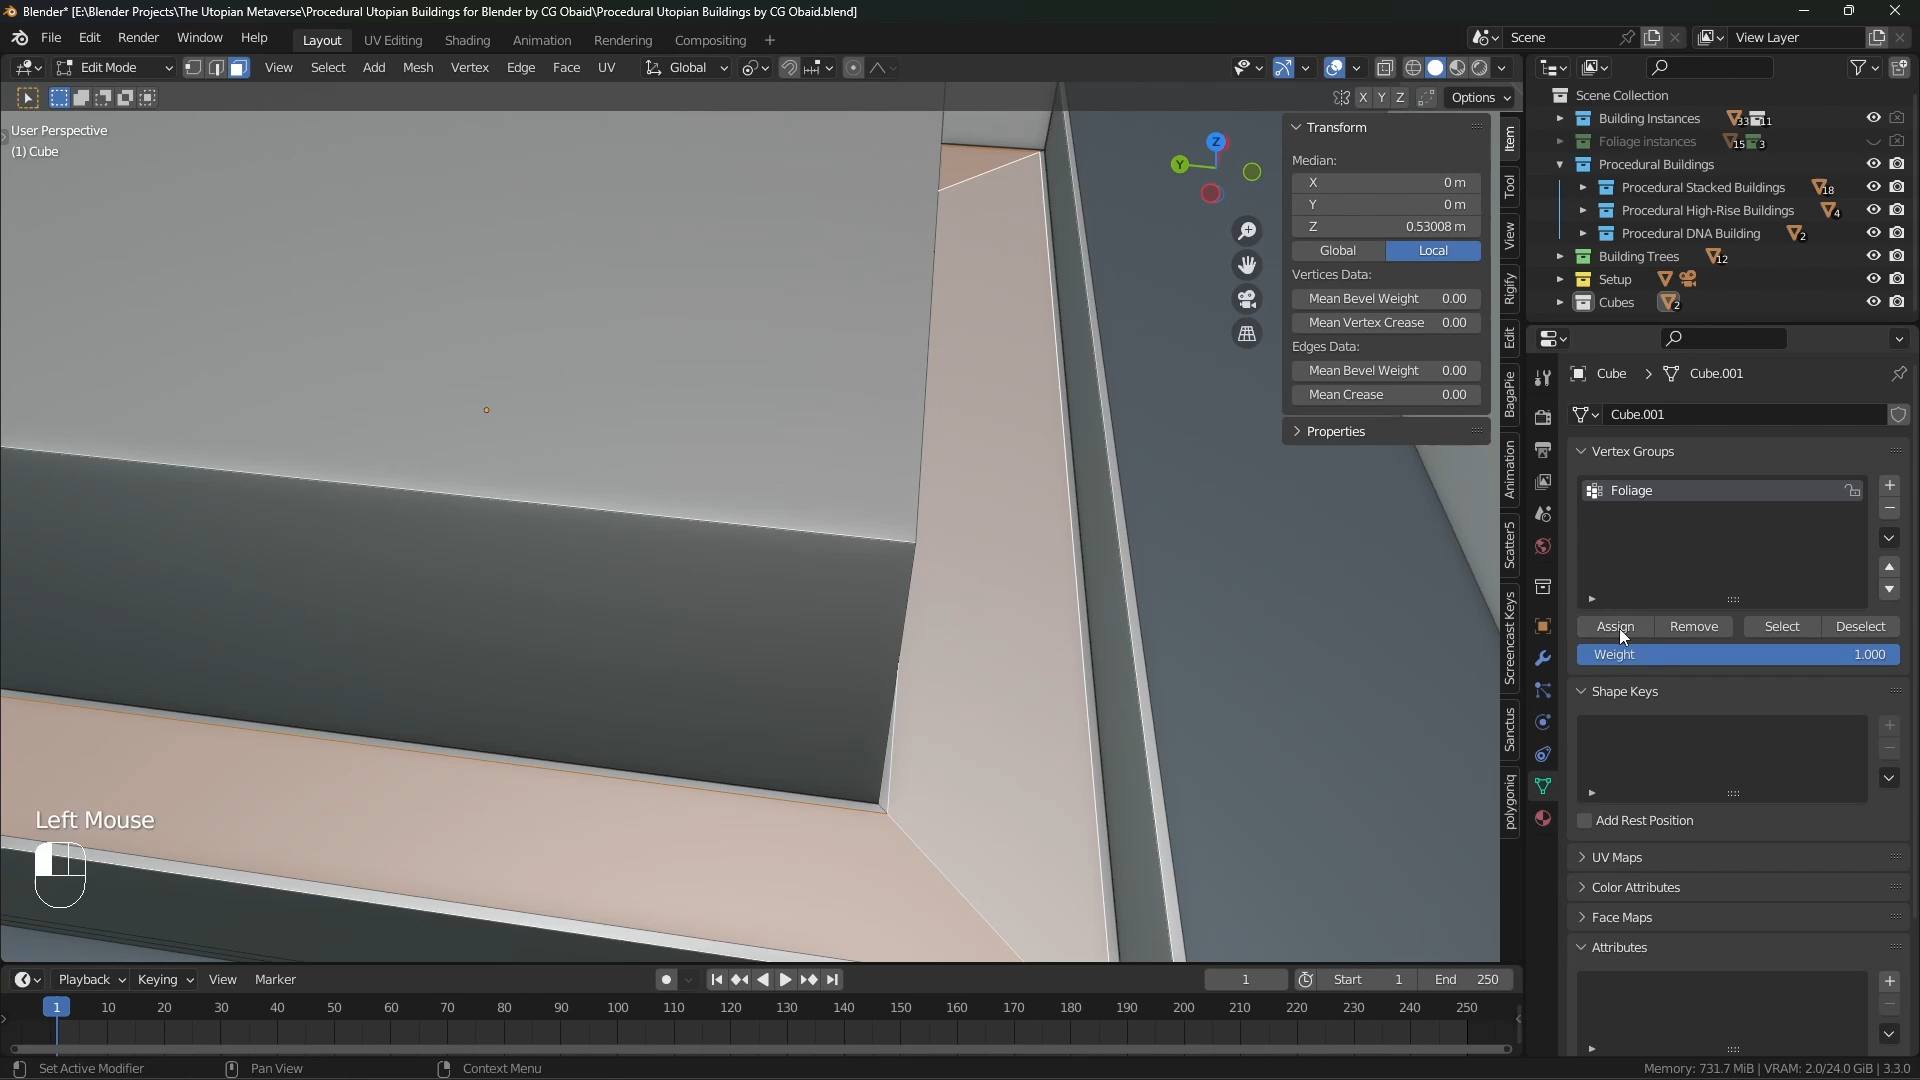 Blender* [E:\Blender Projects\The Utopian Metaverse\Procedural Utopian Buildings for Blender by CG Obaid\Procedural Utopian Buildings by CG Obaid.blend]
File Edit Render Window Help Layout UV Editing Shading Animation Rendering Compositing + Scene View Layer
Edit Mode View Select Add Mesh Vertex Edge Face UV Global
X Y Z Options
User Perspective
(1) Cube
Z
Y
Transform
Median:
X 0 m
Y 0 m
Z 0.53008 m
Global Local
Vertices Data:
Mean Bevel Weight 0.00
Mean Vertex Crease 0.00
Edges Data:
Mean Bevel Weight 0.00
Mean Crease 0.00
Properties
Item
Tool
View
Rigify
Edit
BagaPie
Animation
Scatter5
Screencast Keys
Sanctus
polygoniq
Scene Collection
Building Instances 33 11
Foliage instances 15 3
Procedural Buildings
Procedural Stacked Buildings 18
Procedural High-Rise Buildings 4
Procedural DNA Building 2
Building Trees 12
Setup
Cubes 2
Cube > Cube.001
Cube.001
Vertex Groups
Foliage
Assign Remove Select Deselect
Weight 1.000
Shape Keys
Add Rest Position
UV Maps
Color Attributes
Face Maps
Attributes
Left Mouse
Playback Keying View Marker 1 Start 1 End 250
1 10 20 30 40 50 60 70 80 90 100 110 120 130 140 150 160 170 180 190 200 210 220 230 240 250
Set Active Modifier Pan View Context Menu Memory: 731.7 MiB | VRAM: 2.0/24.0 GiB | 3.3.0